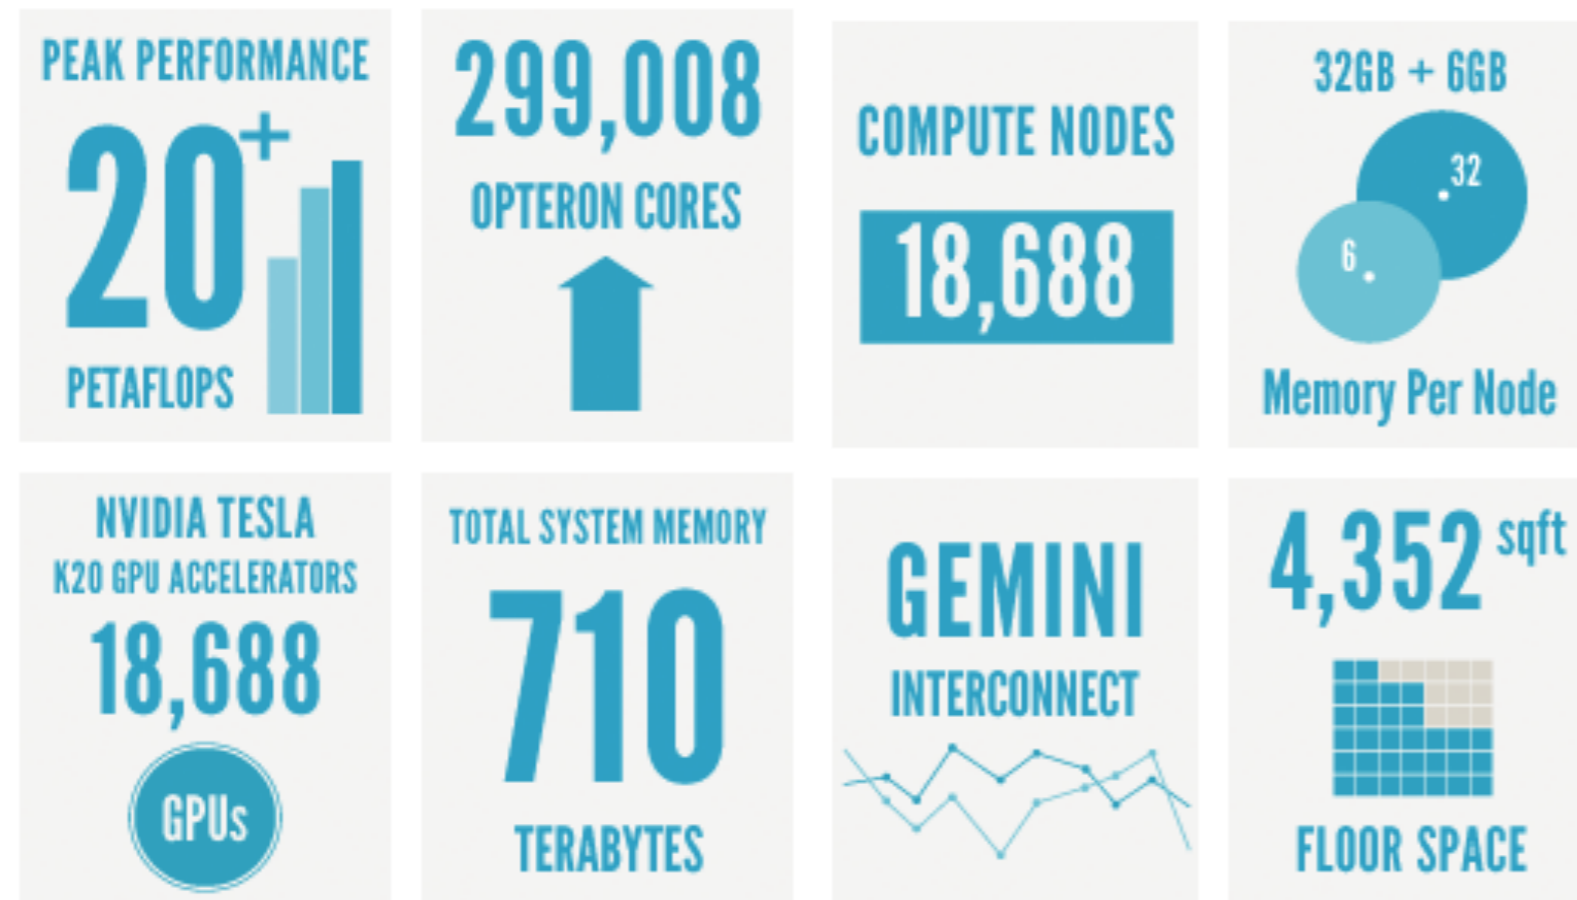 PEAK PERFORMANCE
20+
PETAFLOPS
299,008
OPTERON CORES
COMPUTE NODES
18,688
32GB + 6GB
32
6
Memory Per Node
NVIDIA TESLA
K20 GPU ACCELERATORS
18,688
GPUs
TOTAL SYSTEM MEMORY
710
TERABYTES
GEMINI
INTERCONNECT
4,352 sqft
FLOOR SPACE